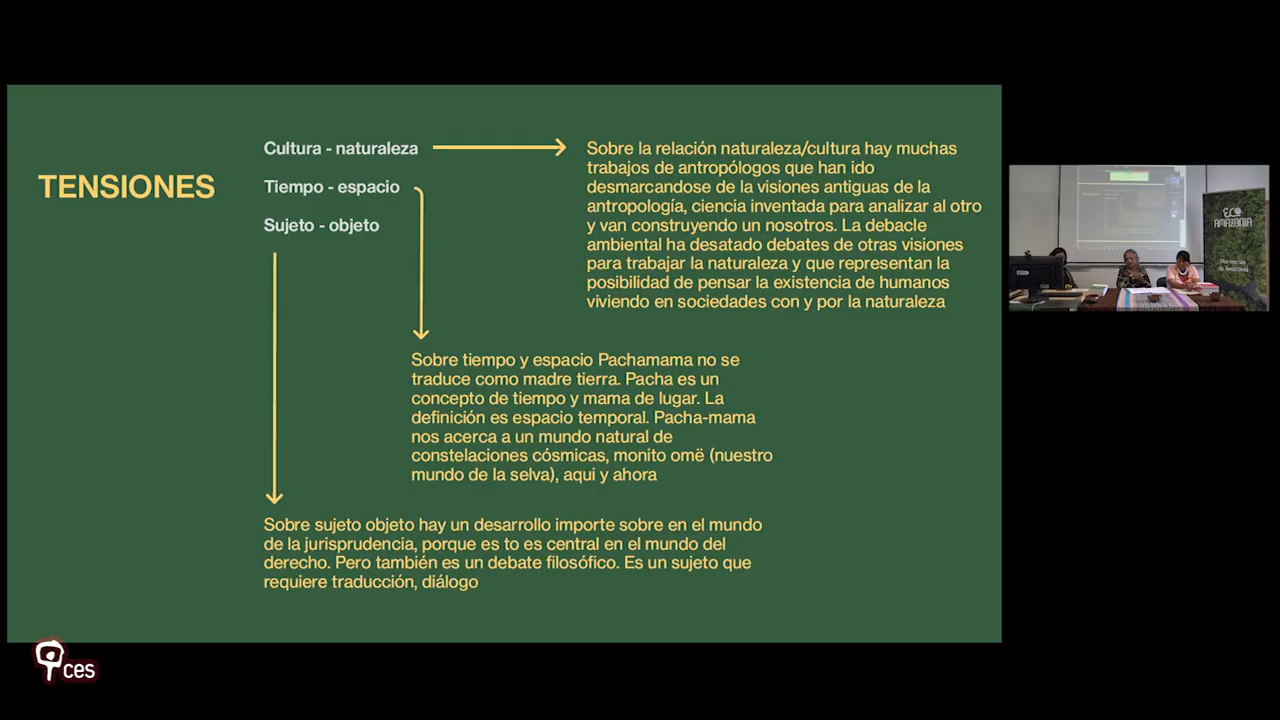 TENSIONES
Cultura - naturaleza
Tiempo - espacio
Sujeto - objeto
Sobre la relación naturaleza/cultura hay muchas
trabajos de antropólogos que han ido
desmarcandose de la visiones antiguas de la
antropología, ciencia inventada para analizar al otro
y van construyendo un nosotros. La debacle
ambiental ha desatado debates de otras visiones
para trabajar la naturaleza y que representan la
posibilidad de pensar la existencia de humanos
viviendo en sociedades con y por la naturaleza
Sobre tiempo y espacio Pachamama no se
traduce como madre tierra. Pacha es un
concepto de tiempo y mama de lugar. La
definición es espacio temporal. Pacha-mama
nos acerca a un mundo natural de
constelaciones cósmicas, monito omë (nuestro
mundo de la selva), aqui y ahora
Sobre sujeto objeto hay un desarrollo importe sobre en el mundo
de la jurisprudencia, porque es to es central en el mundo del
derecho. Pero también es un debate filosófico. Es un sujeto que
requiere traducción, diálogo
ECO
AMAZONIA
de Amazonia
ces